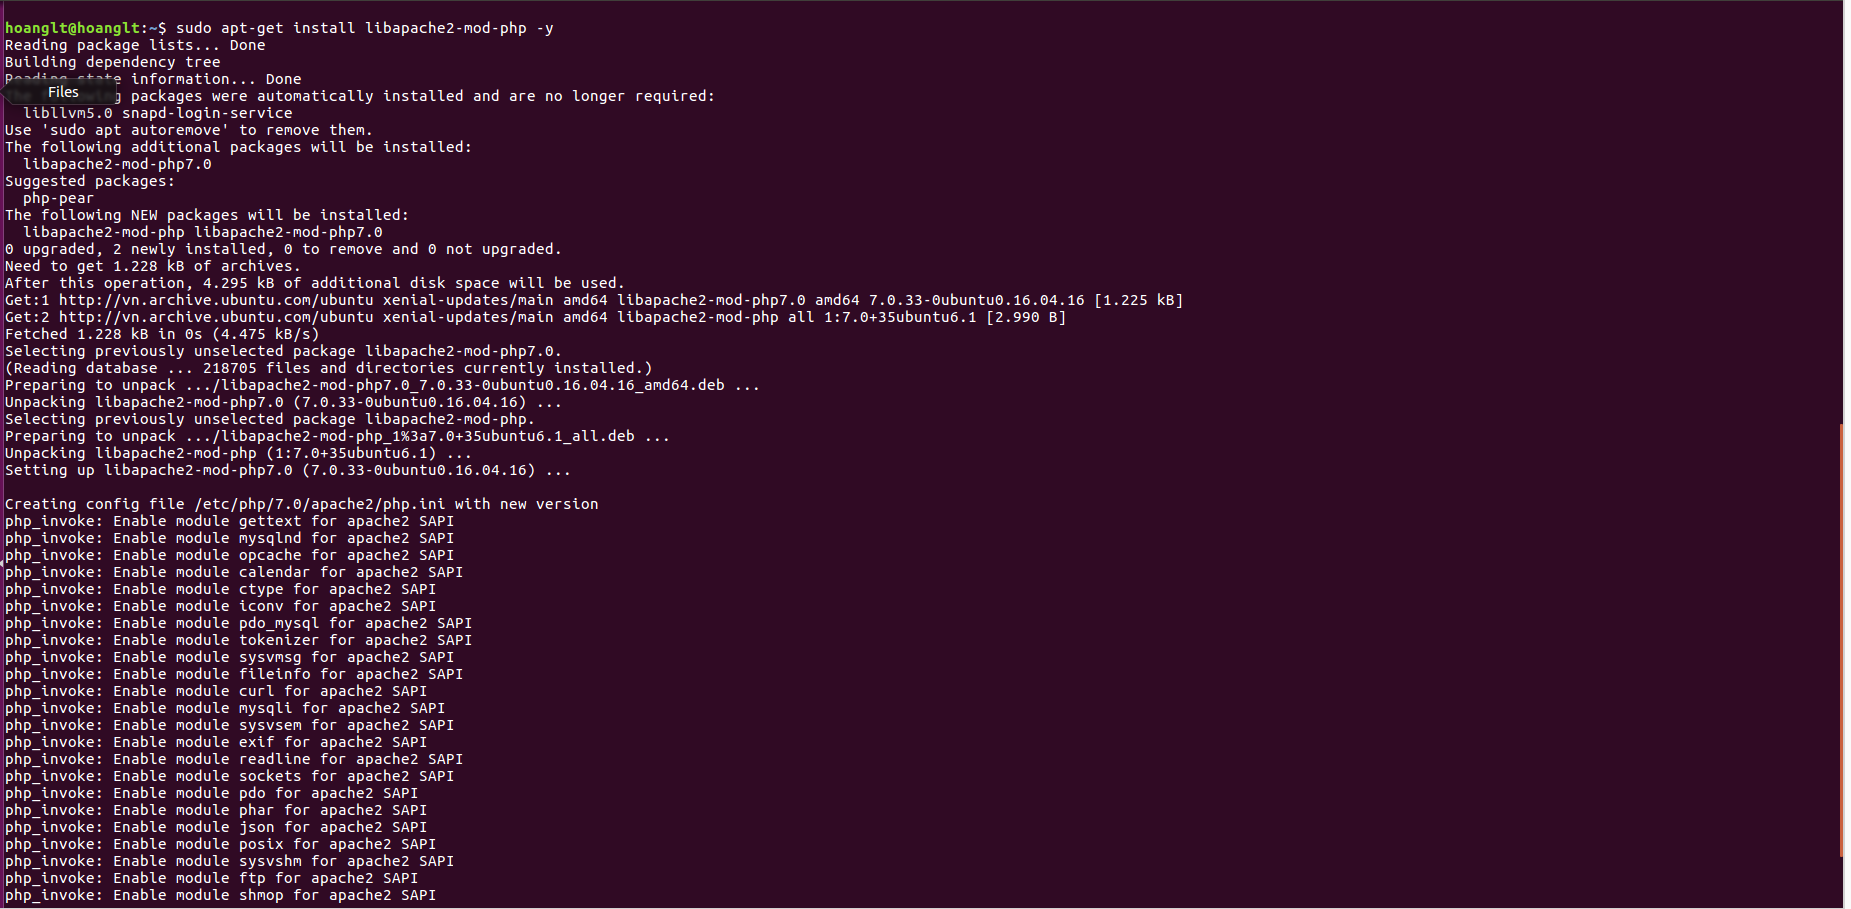 hoanglt@hoanglt:~$ sudo apt-get install libapache2-mod-php -y
Reading package lists... Done
Building dependency tree
Reading state information... Done
Files
packages were automatically installed and are no longer required:
  libllvm5.0 snapd-login-service
Use 'sudo apt autoremove' to remove them.
The following additional packages will be installed:
  libapache2-mod-php7.0
Suggested packages:
  php-pear
The following NEW packages will be installed:
  libapache2-mod-php libapache2-mod-php7.0
0 upgraded, 2 newly installed, 0 to remove and 0 not upgraded.
Need to get 1.228 kB of archives.
After this operation, 4.295 kB of additional disk space will be used.
Get:1 http://vn.archive.ubuntu.com/ubuntu xenial-updates/main amd64 libapache2-mod-php7.0 amd64 7.0.33-0ubuntu0.16.04.16 [1.225 kB]
Get:2 http://vn.archive.ubuntu.com/ubuntu xenial-updates/main amd64 libapache2-mod-php all 1:7.0+35ubuntu6.1 [2.990 B]
Fetched 1.228 kB in 0s (4.475 kB/s)
Selecting previously unselected package libapache2-mod-php7.0.
(Reading database ... 218705 files and directories currently installed.)
Preparing to unpack .../libapache2-mod-php7.0_7.0.33-0ubuntu0.16.04.16_amd64.deb ...
Unpacking libapache2-mod-php7.0 (7.0.33-0ubuntu0.16.04.16) ...
Selecting previously unselected package libapache2-mod-php.
Preparing to unpack .../libapache2-mod-php_1%3a7.0+35ubuntu6.1_all.deb ...
Unpacking libapache2-mod-php (1:7.0+35ubuntu6.1) ...
Setting up libapache2-mod-php7.0 (7.0.33-0ubuntu0.16.04.16) ...

Creating config file /etc/php/7.0/apache2/php.ini with new version
php_invoke: Enable module gettext for apache2 SAPI
php_invoke: Enable module mysqlnd for apache2 SAPI
php_invoke: Enable module opcache for apache2 SAPI
php_invoke: Enable module calendar for apache2 SAPI
php_invoke: Enable module ctype for apache2 SAPI
php_invoke: Enable module iconv for apache2 SAPI
php_invoke: Enable module pdo_mysql for apache2 SAPI
php_invoke: Enable module tokenizer for apache2 SAPI
php_invoke: Enable module sysvmsg for apache2 SAPI
php_invoke: Enable module fileinfo for apache2 SAPI
php_invoke: Enable module curl for apache2 SAPI
php_invoke: Enable module mysqli for apache2 SAPI
php_invoke: Enable module sysvsem for apache2 SAPI
php_invoke: Enable module exif for apache2 SAPI
php_invoke: Enable module readline for apache2 SAPI
php_invoke: Enable module sockets for apache2 SAPI
php_invoke: Enable module pdo for apache2 SAPI
php_invoke: Enable module phar for apache2 SAPI
php_invoke: Enable module json for apache2 SAPI
php_invoke: Enable module posix for apache2 SAPI
php_invoke: Enable module sysvshm for apache2 SAPI
php_invoke: Enable module ftp for apache2 SAPI
php_invoke: Enable module shmop for apache2 SAPI